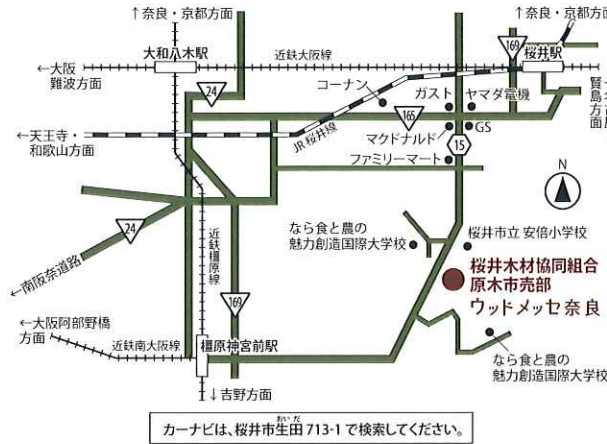 ↑奈良・京都方面
↑奈良・京都方面
大和八木駅
近鉄大阪線
169
桜井駅
←大阪
難波方面
24
コーナン
ガスト
ヤマダ電機
165
JR桜井線
←天王寺・
和歌山方面
マクドナルド
GS
15
ファミリーマート
N
なら食と農の
魅力創造国際大学校
桜井市立 安倍小学校
24
←南阪奈道路
近鉄橿原線
169
桜井木材協同組合
原木市売部
ウッドメッセ奈良
←大阪阿部野橋
方面
近鉄南大阪線
橿原神宮前駅
なら食と農の
魅力創造国際大学校
↓吉野方面
おいだ
カーナビは、桜井市生田 713-1 で検索してください。